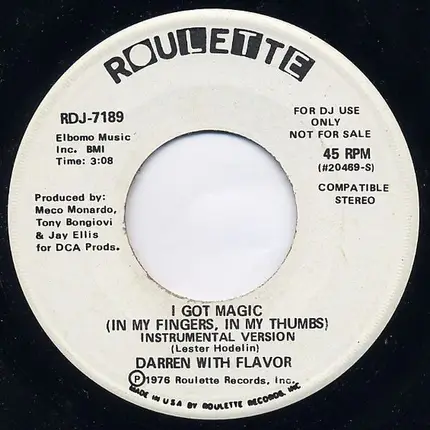 ROULETTE
RDJ-7189
Elbomo Music
Inc. BMI
Time: 3:08
FOR DJ USE
ONLY
NOT FOR SALE
45 RPM
(#20469-S)
COMPATIBLE
STEREO
Produced by:
Meco Monardo,
Tony Bongiovi
& Jay Ellis
for DCA Prods.
I GOT MAGIC
(IN MY FINGERS, IN MY THUMBS)
INSTRUMENTAL VERSION
(Lester Hodelin)
DARREN WITH FLAVOR
Ⓟ1976 Roulette Records, Inc.
MADE IN U.S.A BY ROULETTE RECORDS, INC